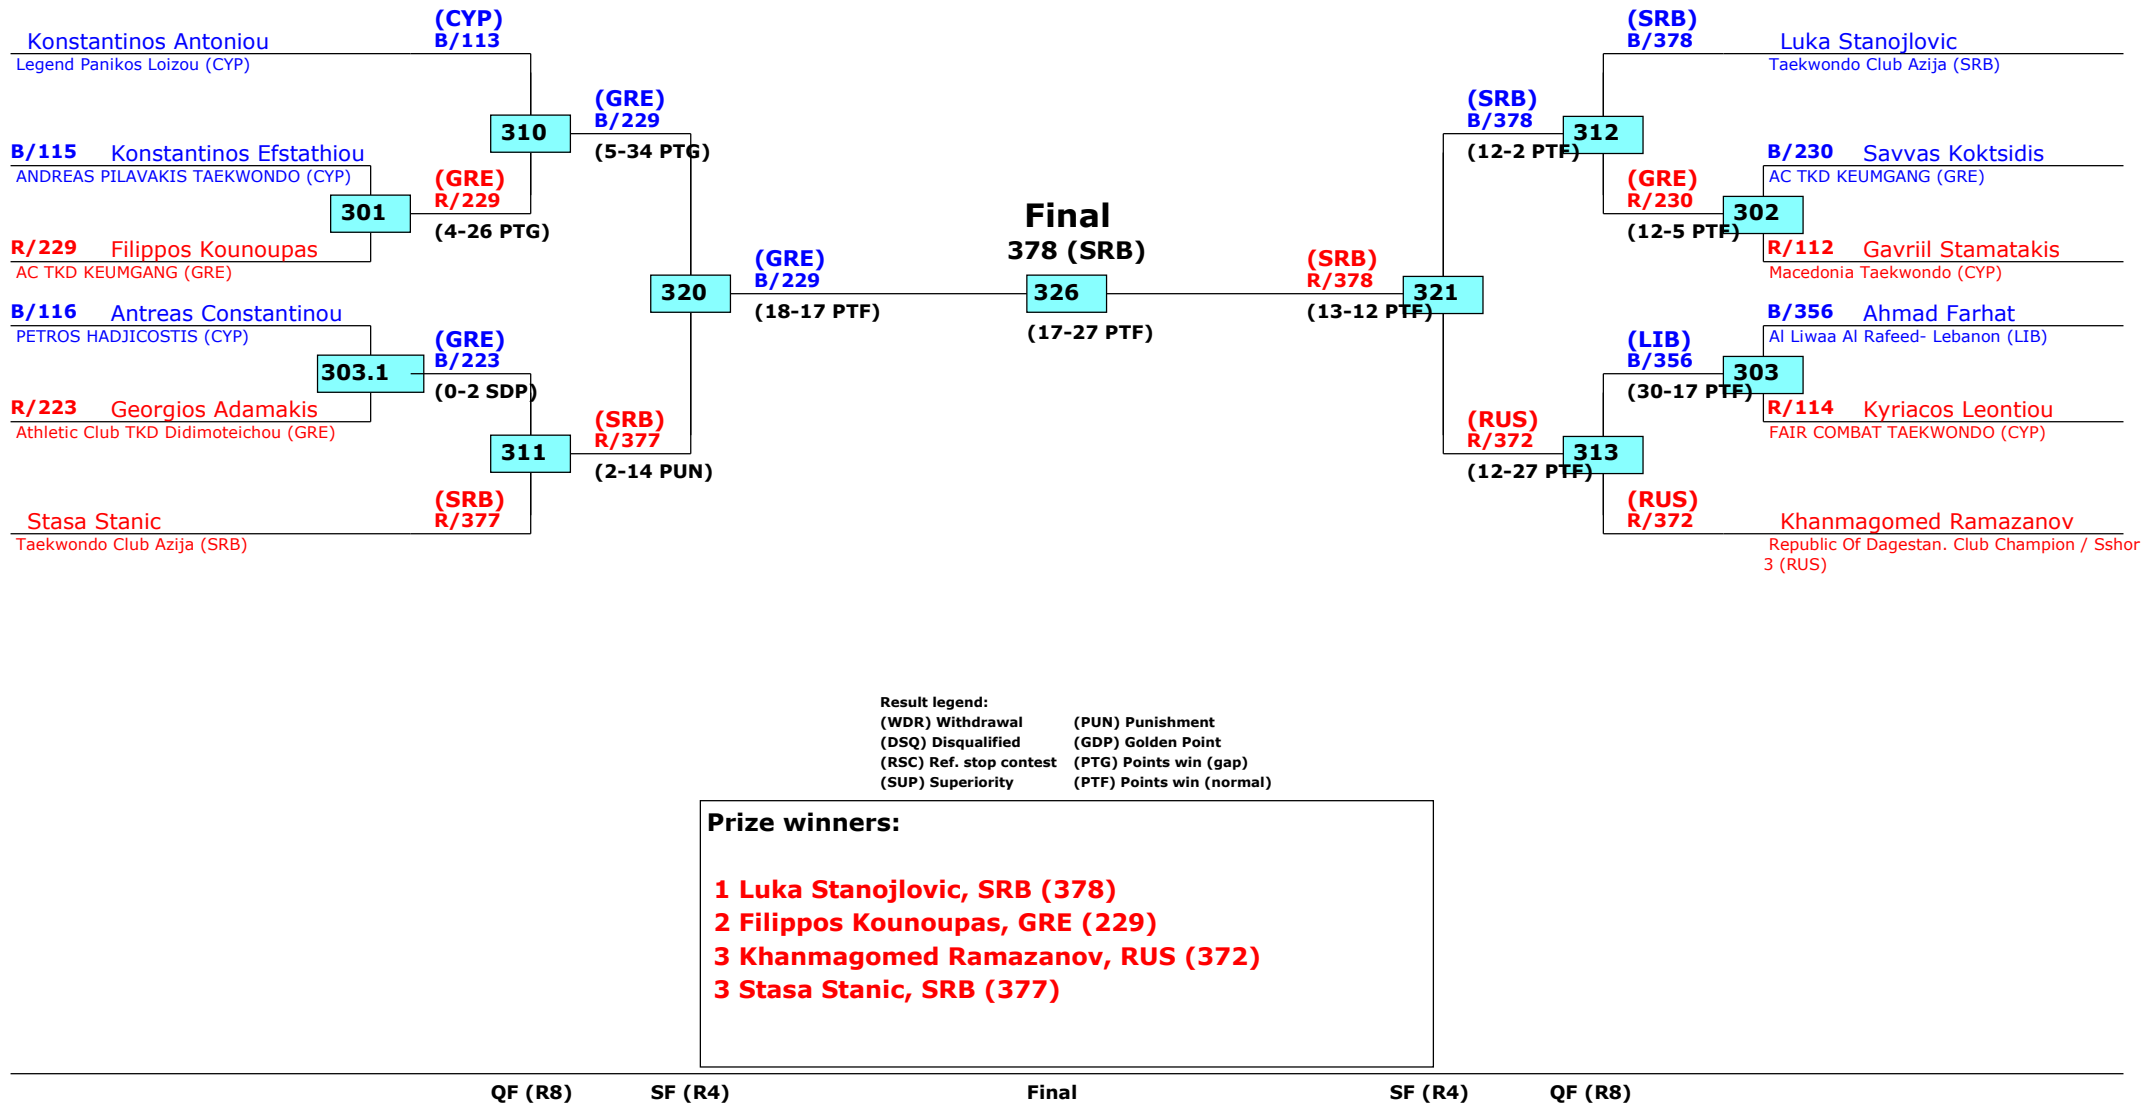 (CYP)
Konstantinos Antoniou B/113
Legend Panikos Loizou (CYP)
(GRE)
310 B/229
(5-34 PTG)
B/115 Konstantinos Efstathiou
ANDREAS PILAVAKIS TAEKWONDO (CYP)
(GRE)
301 R/229
(4-26 PTG)
R/229 Filippos Kounoupas
AC TKD KEUMGANG (GRE)
(GRE)
320 B/229
(18-17 PTF)
B/116 Antreas Constantinou
PETROS HADJICOSTIS (CYP)
(GRE)
303.1 B/223
(0-2 SDP)
R/223 Georgios Adamakis
Athletic Club TKD Didimoteichou (GRE)
(SRB)
311 R/377
(2-14 PUN)
(SRB)
Stasa Stanic R/377
Taekwondo Club Azija (SRB)
Final
378 (SRB)
326
(17-27 PTF)
(SRB)
B/378 Luka Stanojlovic
Taekwondo Club Azija (SRB)
(SRB)
B/378 312
(12-2 PTF)
B/230 Savvas Koktsidis
AC TKD KEUMGANG (GRE)
(GRE)
R/230 302
(12-5 PTF)
R/112 Gavriil Stamatakis
Macedonia Taekwondo (CYP)
(SRB)
R/378 321
(13-12 PTF)
B/356 Ahmad Farhat
Al Liwaa Al Rafeed- Lebanon (LIB)
(LIB)
B/356 303
(30-17 PTF)
R/114 Kyriacos Leontiou
FAIR COMBAT TAEKWONDO (CYP)
(RUS)
R/372 313
(12-27 PTF)
(RUS)
R/372 Khanmagomed Ramazanov
Republic Of Dagestan. Club Champion / Sshor
3 (RUS)
Result legend:
(WDR) Withdrawal (PUN) Punishment
(DSQ) Disqualified (GDP) Golden Point
(RSC) Ref. stop contest (PTG) Points win (gap)
(SUP) Superiority (PTF) Points win (normal)
Prize winners:
1 Luka Stanojlovic, SRB (378)
2 Filippos Kounoupas, GRE (229)
3 Khanmagomed Ramazanov, RUS (372)
3 Stasa Stanic, SRB (377)
QF (R8) SF (R4) Final SF (R4) QF (R8)